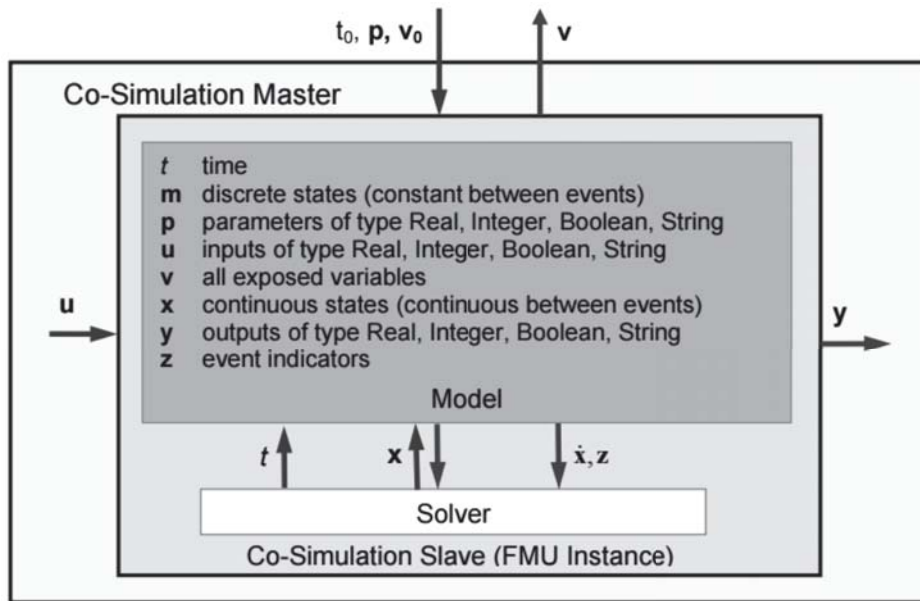 t₀, p, v₀
v
Co-Simulation Master
t time
m discrete states (constant between events)
p parameters of type Real, Integer, Boolean, String
u inputs of type Real, Integer, Boolean, String
v all exposed variables
x continuous states (continuous between events)
y outputs of type Real, Integer, Boolean, String
z event indicators
u
y
Model
t
x
ẋ, z
Solver
Co-Simulation Slave (FMU Instance)